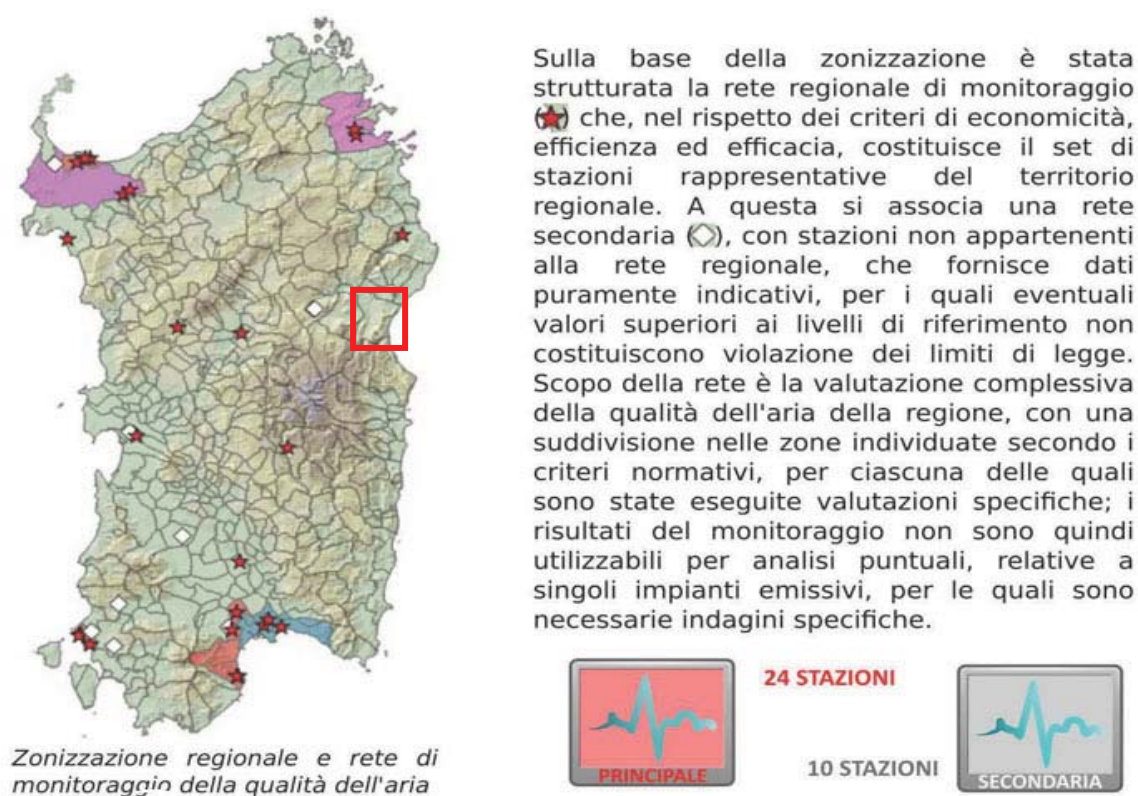 Sulla base della zonizzazione è stata
strutturata la rete regionale di monitoraggio
(★) che, nel rispetto dei criteri di economicità,
efficienza ed efficacia, costituisce il set di
stazioni rappresentative del territorio
regionale. A questa si associa una rete
secondaria (◇), con stazioni non appartenenti
alla rete regionale, che fornisce dati
puramente indicativi, per i quali eventuali
valori superiori ai livelli di riferimento non
costituiscono violazione dei limiti di legge.
Scopo della rete è la valutazione complessiva
della qualità dell'aria della regione, con una
suddivisione nelle zone individuate secondo i
criteri normativi, per ciascuna delle quali
sono state eseguite valutazioni specifiche; i
risultati del monitoraggio non sono quindi
utilizzabili per analisi puntuali, relative a
singoli impianti emissivi, per le quali sono
necessarie indagini specifiche.
24 STAZIONI
PRINCIPALE
10 STAZIONI
SECONDARIA
Zonizzazione regionale e rete di
monitoraggio della qualità dell'aria